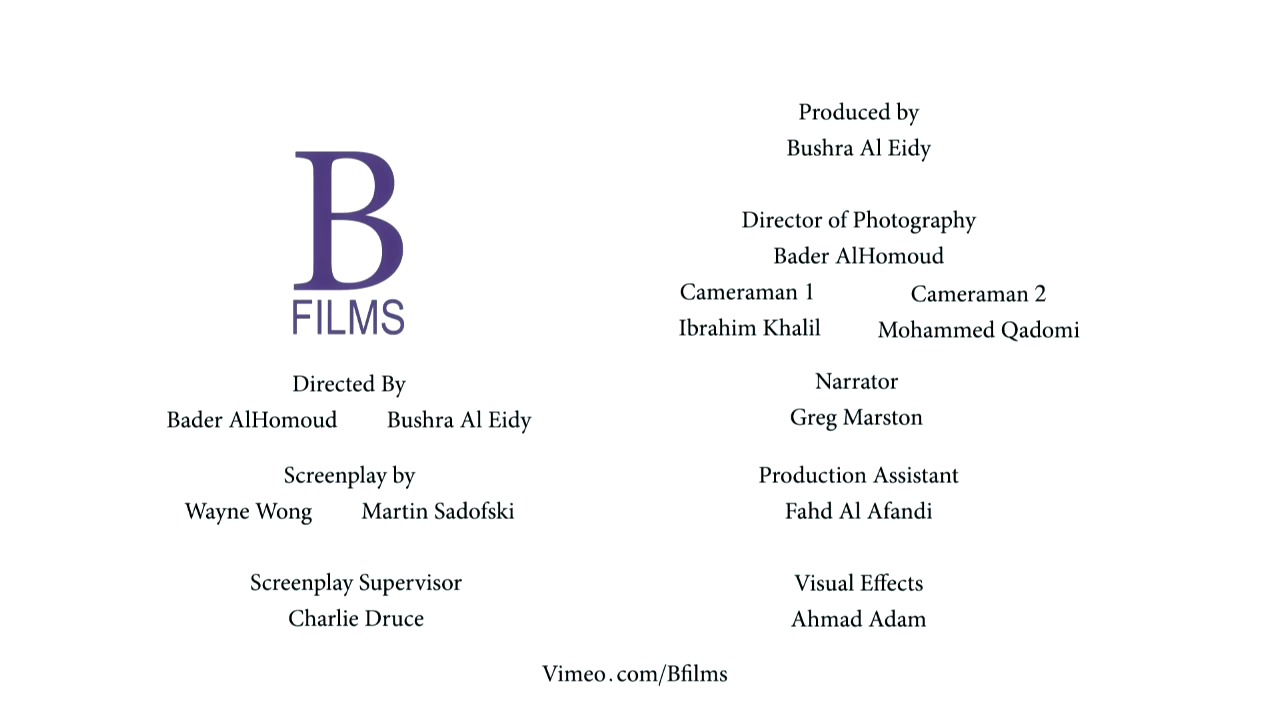 B
FILMS
Directed By
Bader AlHomoud Bushra Al Eidy
Screenplay by
Wayne Wong Martin Sadofski
Screenplay Supervisor
Charlie Druce
Produced by
Bushra Al Eidy
Director of Photography
Bader AlHomoud
Cameraman 1 Cameraman 2
Ibrahim Khalil Mohammed Qadomi
Narrator
Greg Marston
Production Assistant
Fahd Al Afandi
Visual Effects
Ahmad Adam
Vimeo.com/Bfilms